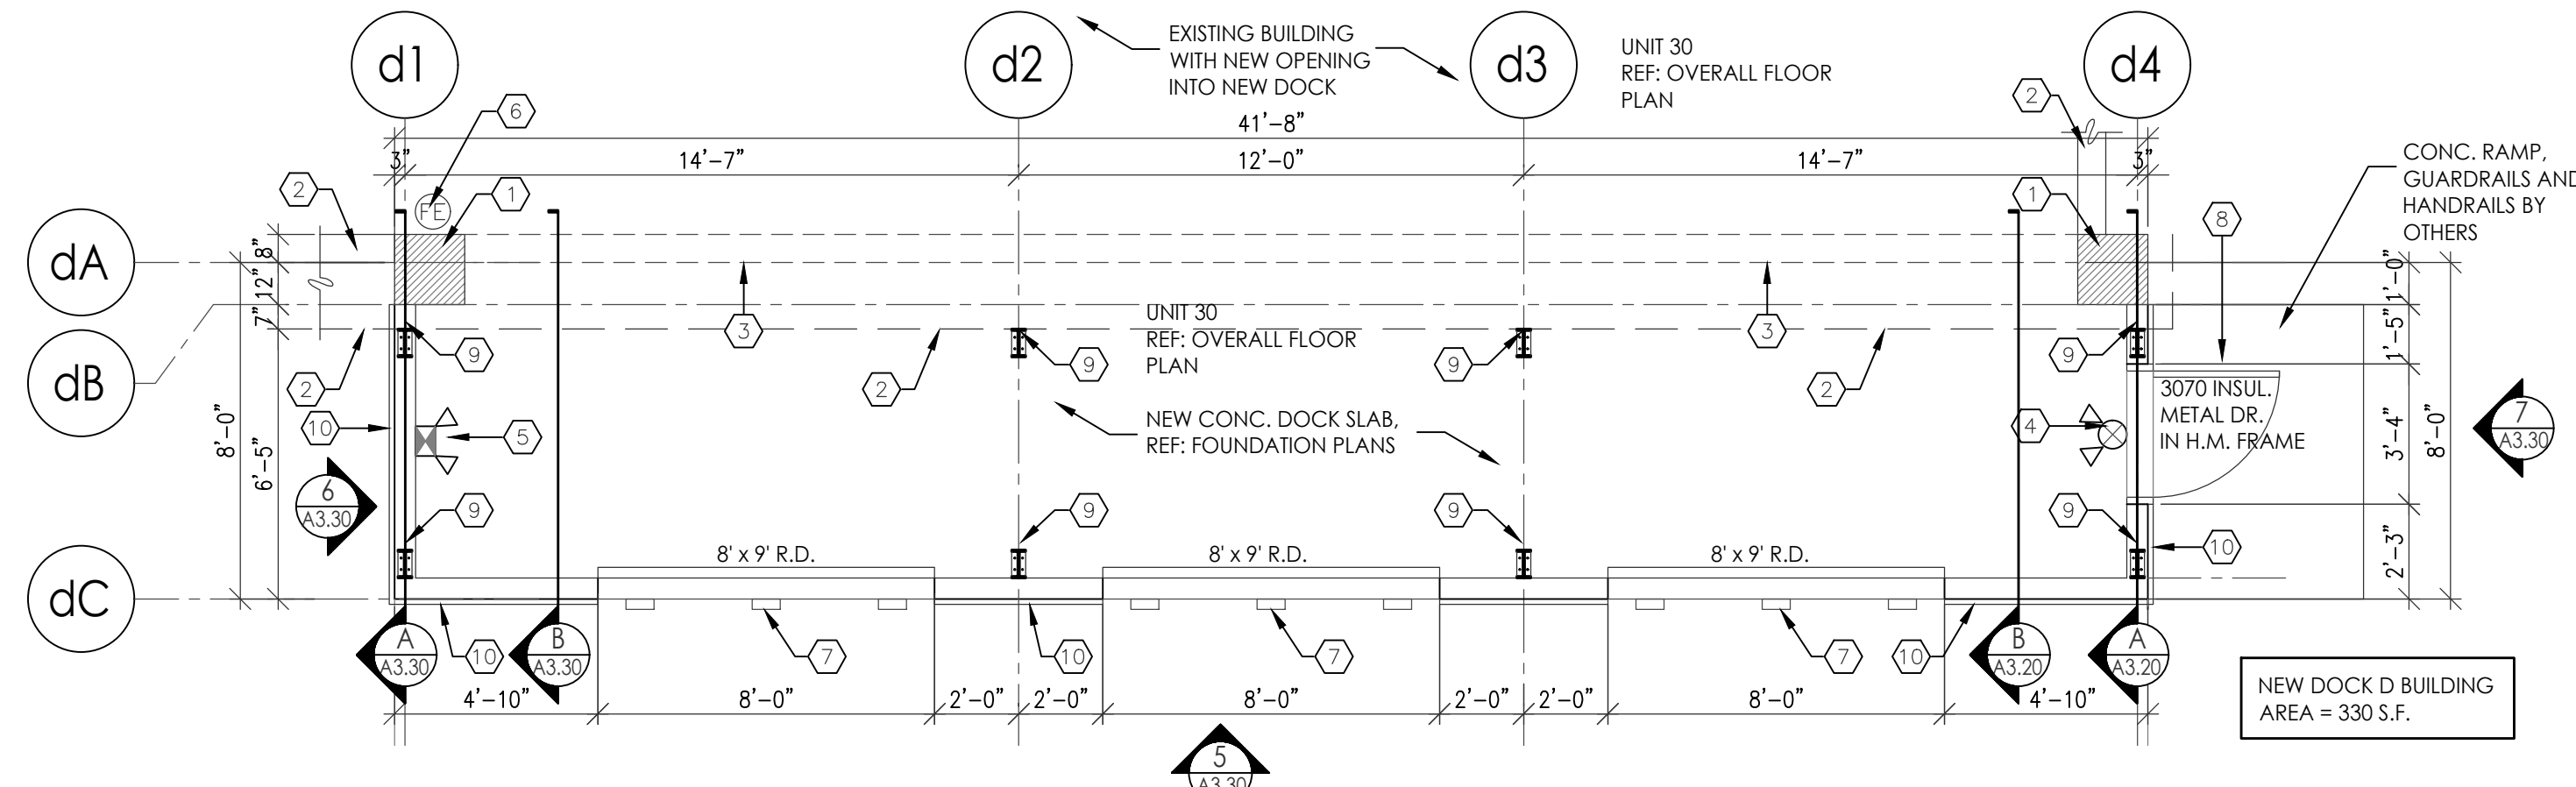 d1
d2
d3
d4
EXISTING BUILDING
WITH NEW OPENING
INTO NEW DOCK
UNIT 30
REF: OVERALL FLOOR
PLAN
6
2
41'-8"
3"
14'-7"
12'-0"
14'-7"
3"
CONC. RAMP,
GUARDRAILS AND
HANDRAILS BY
OTHERS
2
1
FE
1
8
dA
8"
12"
7"
1'-0"
1'-5"
dB
3
3
UNIT 30
REF: OVERALL FLOOR
PLAN
9
9
9
9
2
2
2
3070 INSUL.
METAL DR.
IN H.M. FRAME
8'-0"
6'-5"
10
5
NEW CONC. DOCK SLAB,
REF: FOUNDATION PLANS
4
3'-4"
8'-0"
7
A3.30
6
A3.30
9
9
9
9
10
2'-3"
8' x 9' R.D.
8' x 9' R.D.
8' x 9' R.D.
dC
A
A3.30
10
B
A3.30
7
10
7
7
10
B
A3.20
A
A3.20
4'-10"
8'-0"
2'-0"
2'-0"
8'-0"
2'-0"
2'-0"
8'-0"
4'-10"
NEW DOCK D BUILDING
AREA = 330 S.F.
5
A3.30